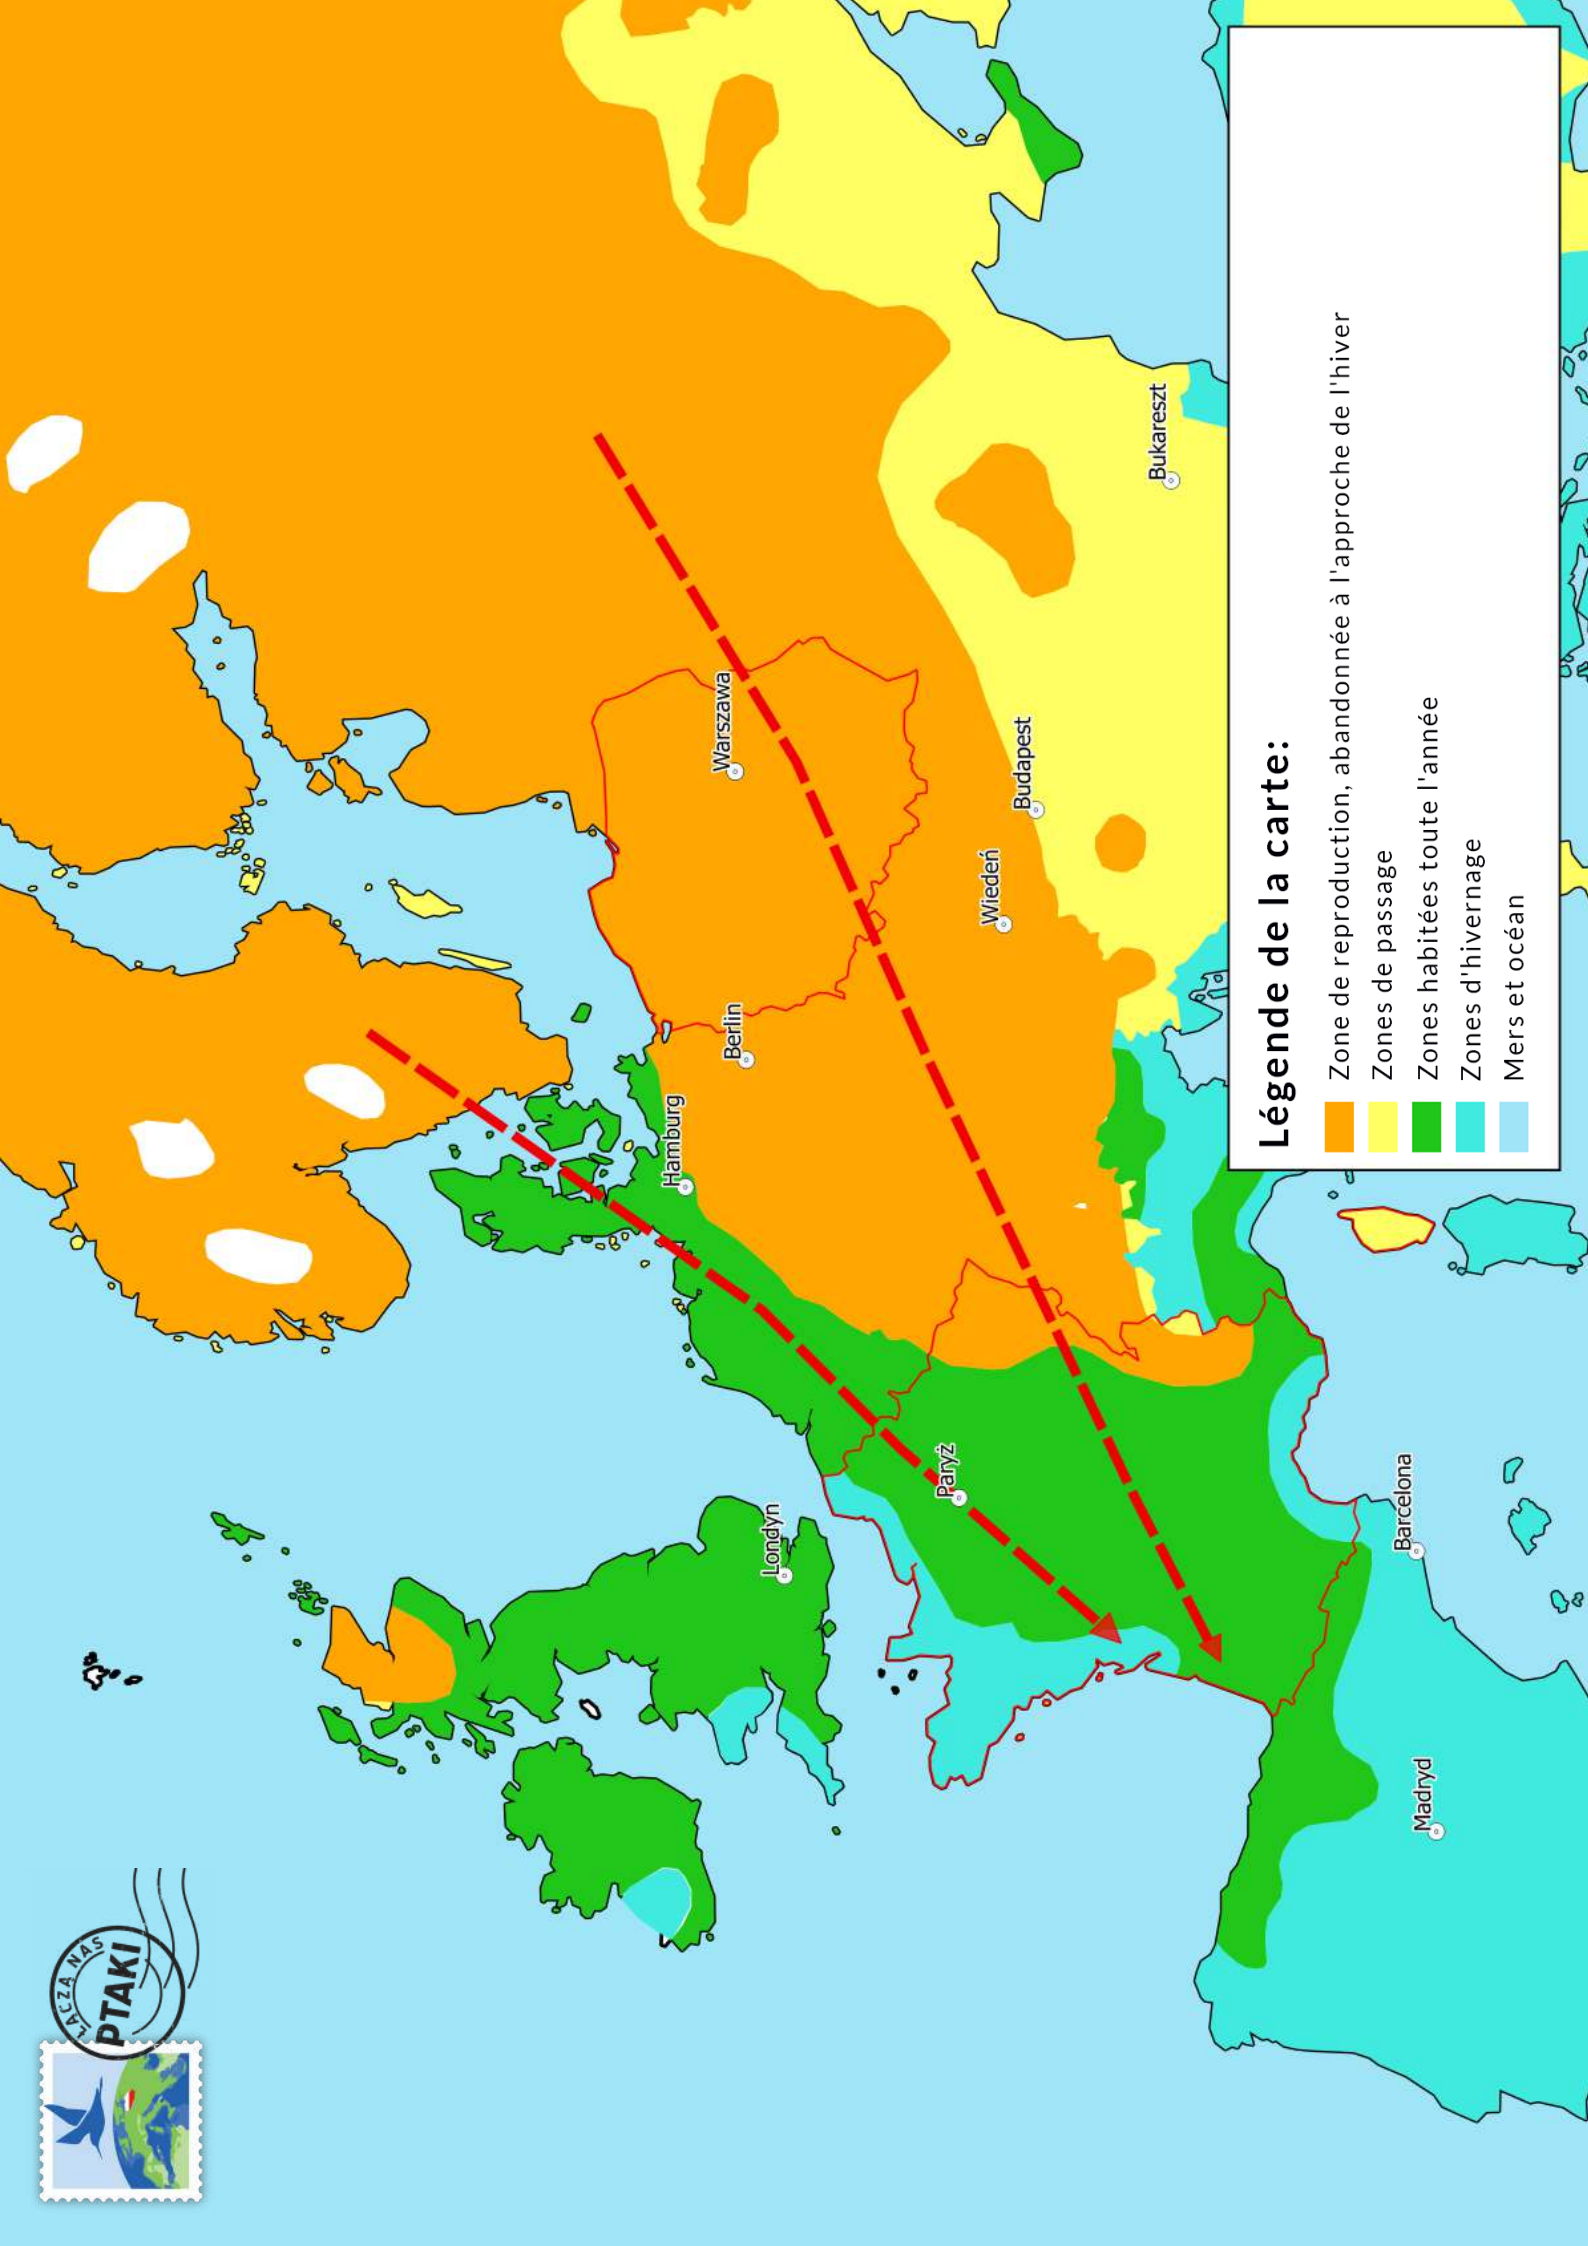 ŁĄCZĄ NAS
PTAKI
Hamburg
Berlin
Warszawa
Londyn
Paryż
Wiedeń
Budapest
Bukareszt
Barcelona
Madryd
Légende de la carte:
Zone de reproduction, abandonnée à l'approche de l'hiver
Zones de passage
Zones habitées toute l'année
Zones d'hivernage
Mers et océan